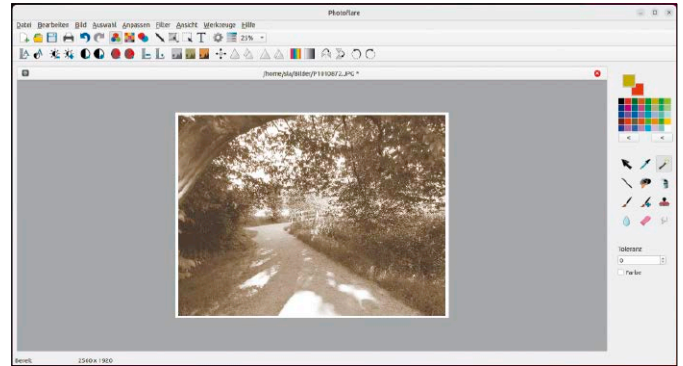 Photoflare
Datei Bearbeiten Bild Auswahl Anpassen Filter Ansicht Werkzeuge Hilfe
T 25%
/home/sla/Bilder/P1010672.JPG *
< <
Toleranz
0
Farbe
Bereit 2560 x 1920